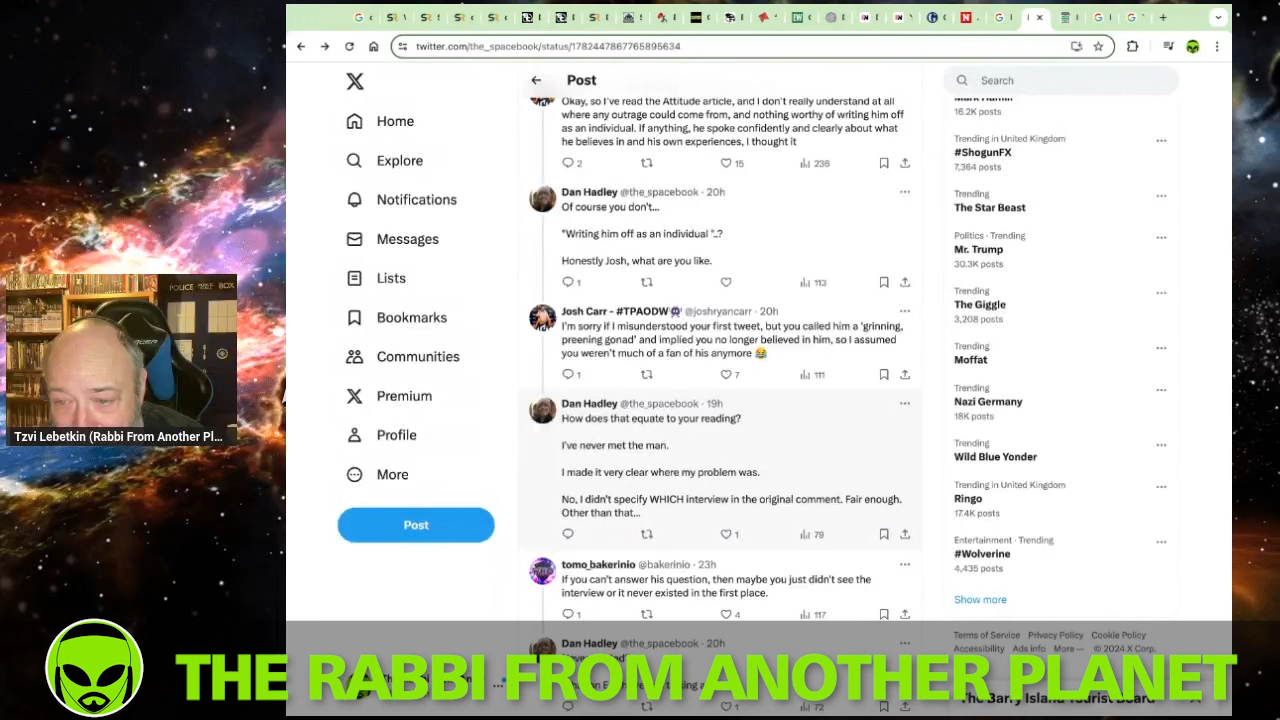 twitter.com/the_spacebook/status/1782447867765895634
Post
Search
Home
Explore
Notifications
Messages
Lists
Bookmarks
Communities
Premium
Profile
More
Post
Okay, so I've read the Attitude article, and I don't really understand at all
where any outrage could come from, and nothing worthy of writing him off
as an individual. If anything, he spoke confidently and clearly about what
he believes in and his own experiences, I thought it
2 15 236
Dan Hadley @the_spacebook · 20h
Of course you don't...
"Writing him off as an individual "..?
Honestly Josh, what are you like.
1 113
Josh Carr - #TPAODW👾 @joshryancarr · 20h
I'm sorry if I misunderstood your first tweet, but you called him a 'grinning,
preening gonad' and implied you no longer believed in him, so I assumed
you weren't much of a fan of his anymore 😂
1 7 111
Dan Hadley @the_spacebook · 19h
How does that equate to your reading?
I've never met the man.
I made it very clear where my problem was.
No, I didn't specify WHICH interview in the original comment. Fair enough.
Other than that...
1 79
tomo_bakerinio @bakerinio · 23h
If you can't answer his question, then maybe you just didn't see the
interview or it never existed in the first place.
1 4 117
Dan Hadley @the_spacebook · 20h
1 72
Mark Hamill
16.2K posts
Trending in United Kingdom
#ShogunFX
7,364 posts
Trending
The Star Beast
Politics · Trending
Mr. Trump
30.3K posts
Trending
The Giggle
3,208 posts
Trending
Moffat
Trending
Nazi Germany
18K posts
Trending
Wild Blue Yonder
Trending in United Kingdom
Ringo
17.4K posts
Entertainment · Trending
#Wolverine
4,435 posts
Show more
Terms of Service Privacy Policy Cookie Policy
Accessibility Ads info More··· © 2024 X Corp.
The Barry Island Tourist Board
POLICE BOX
Tzvi Lebetkin (Rabbi From Another Pl...
THE RABBI FROM ANOTHER PLANET